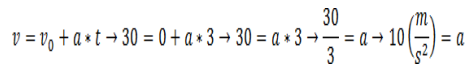 v = v₀ + a * t → 30 = 0 + a * 3 → 30 = a * 3 → 30/3 = a → 10(m/s²) = a